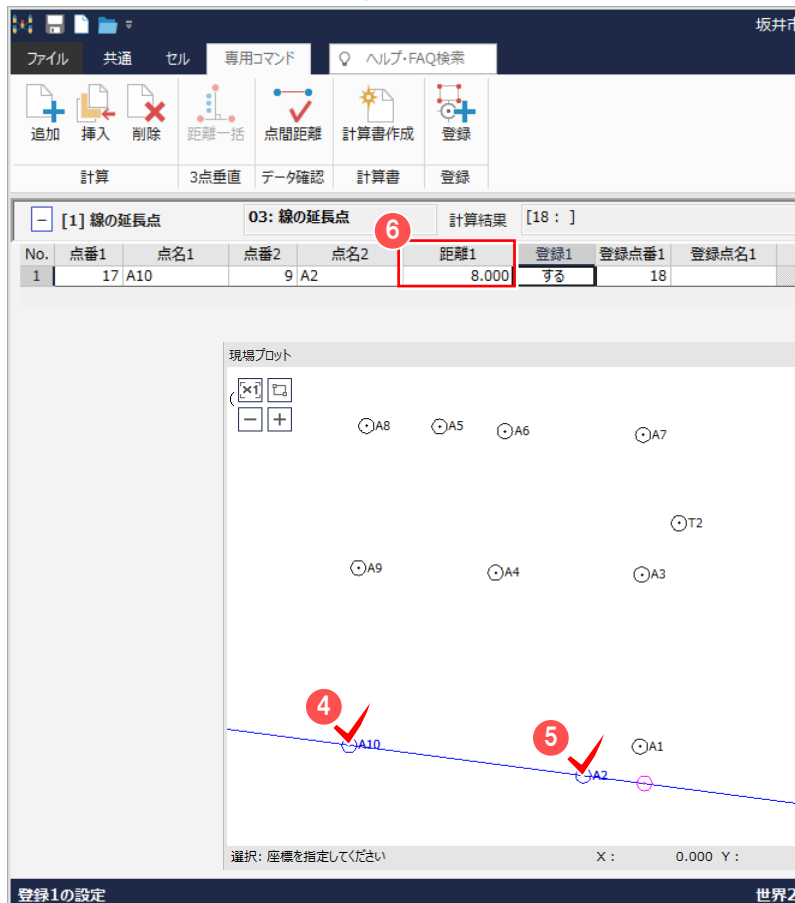 坂井市
ファイル 共通 セル 専用コマンド ヘルプ・FAQ検索
追加 挿入 削除 距離一括 点間距離 計算書作成 登録
計算 3点垂直 データ確認 計算書 登録
[1] 線の延長点 03: 線の延長点 計算結果 [18 : ]
6
No. 点番1 点名1 点番2 点名2 距離1 登録1 登録点番1 登録点名1
1 17 A10 9 A2 8.000 する 18
現場プロット
×1
A8 A5 A6 A7
T2
A9 A4 A3
4
5
A10 A2 A1
選択: 座標を指定してください X : 0.000 Y :
登録1の設定 世界2